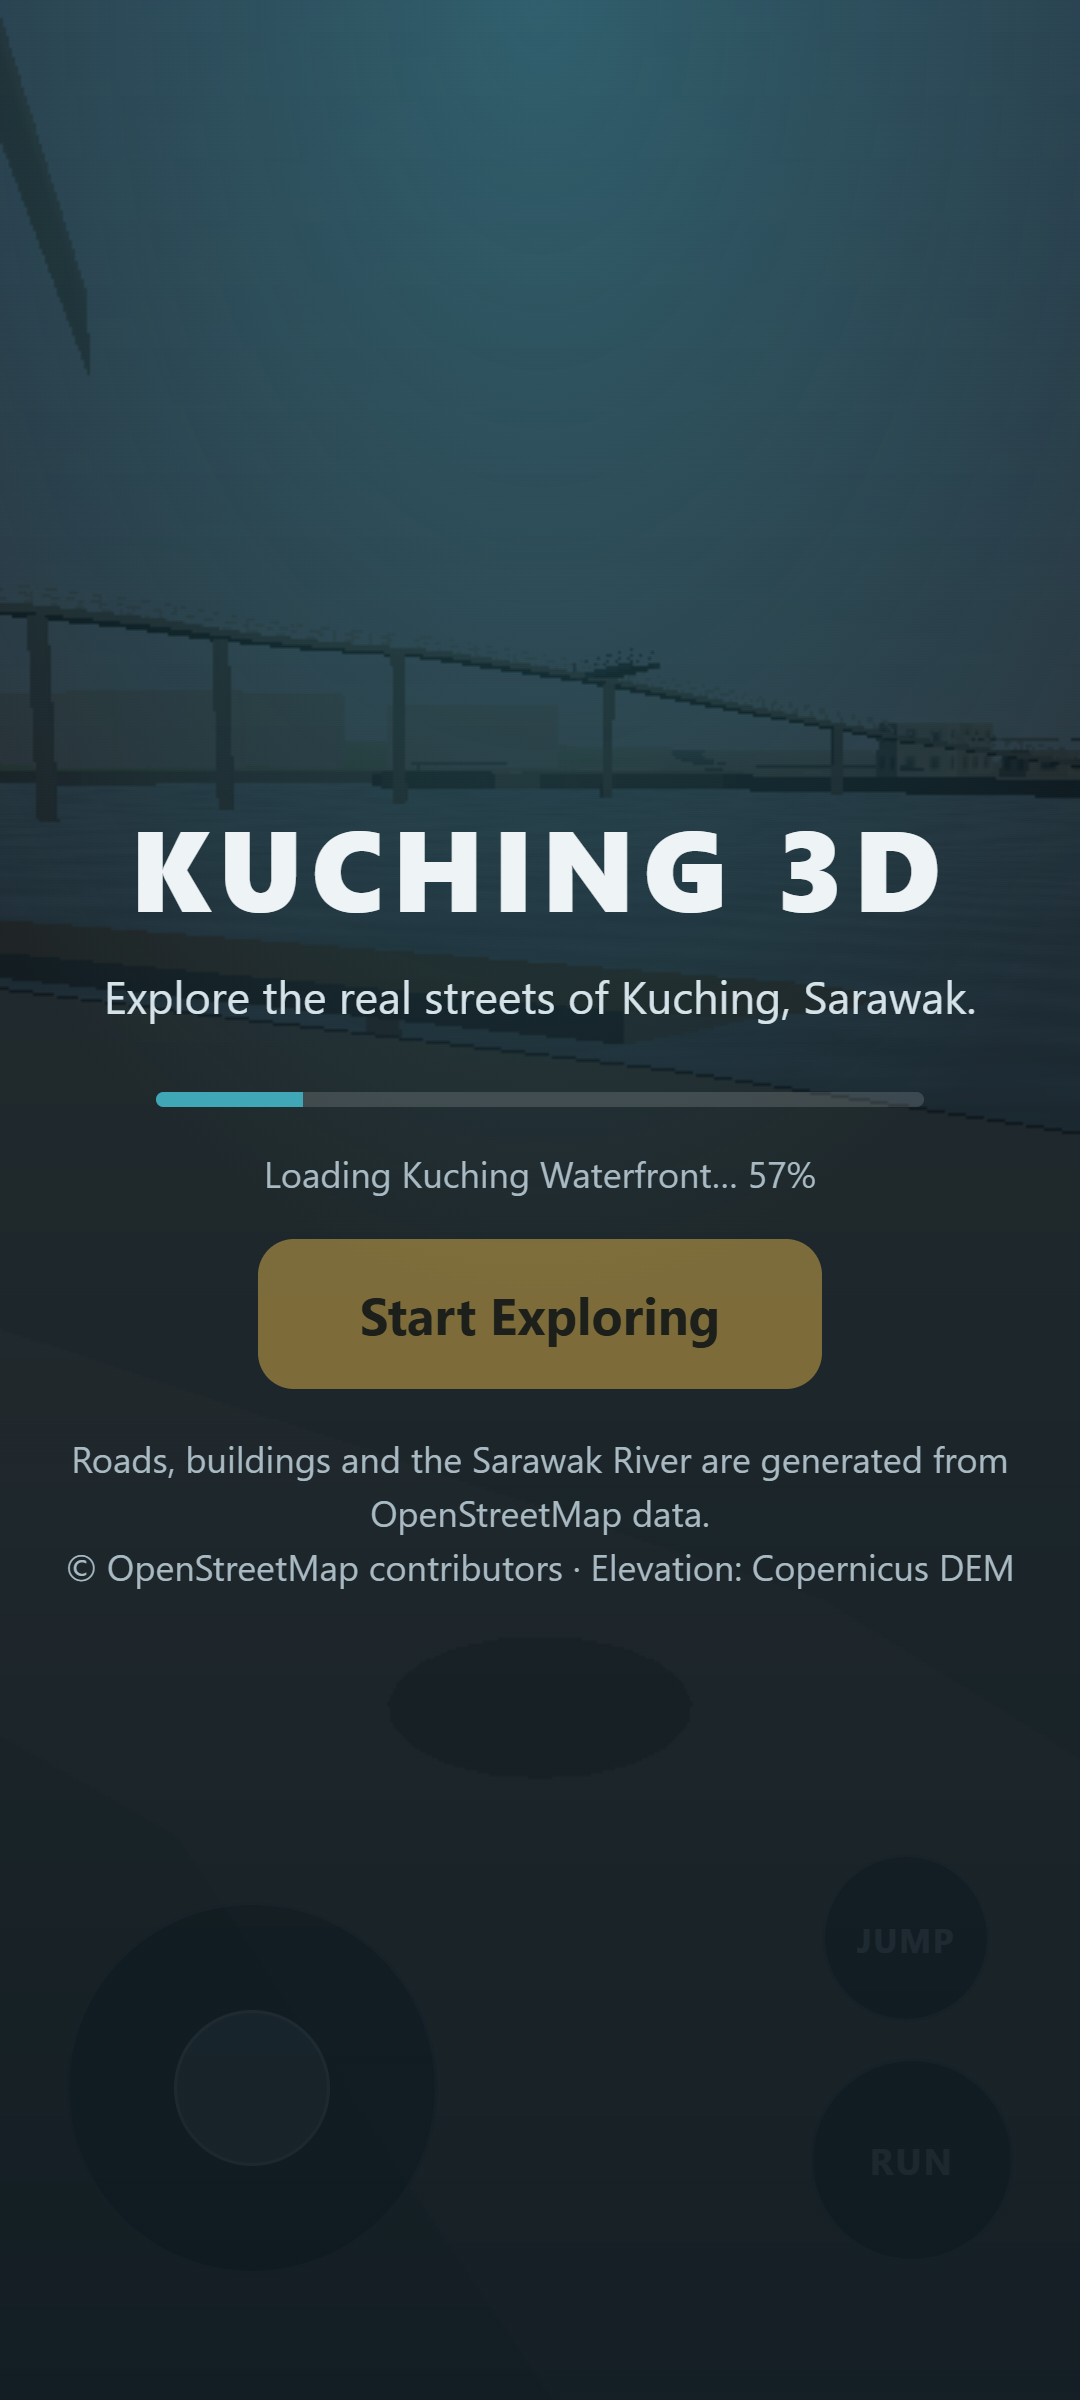 KUCHING 3D
Explore the real streets of Kuching, Sarawak.
Loading Kuching Waterfront... 57%
Start Exploring
Roads, buildings and the Sarawak River are generated from
OpenStreetMap data.
© OpenStreetMap contributors · Elevation: Copernicus DEM
JUMP
RUN